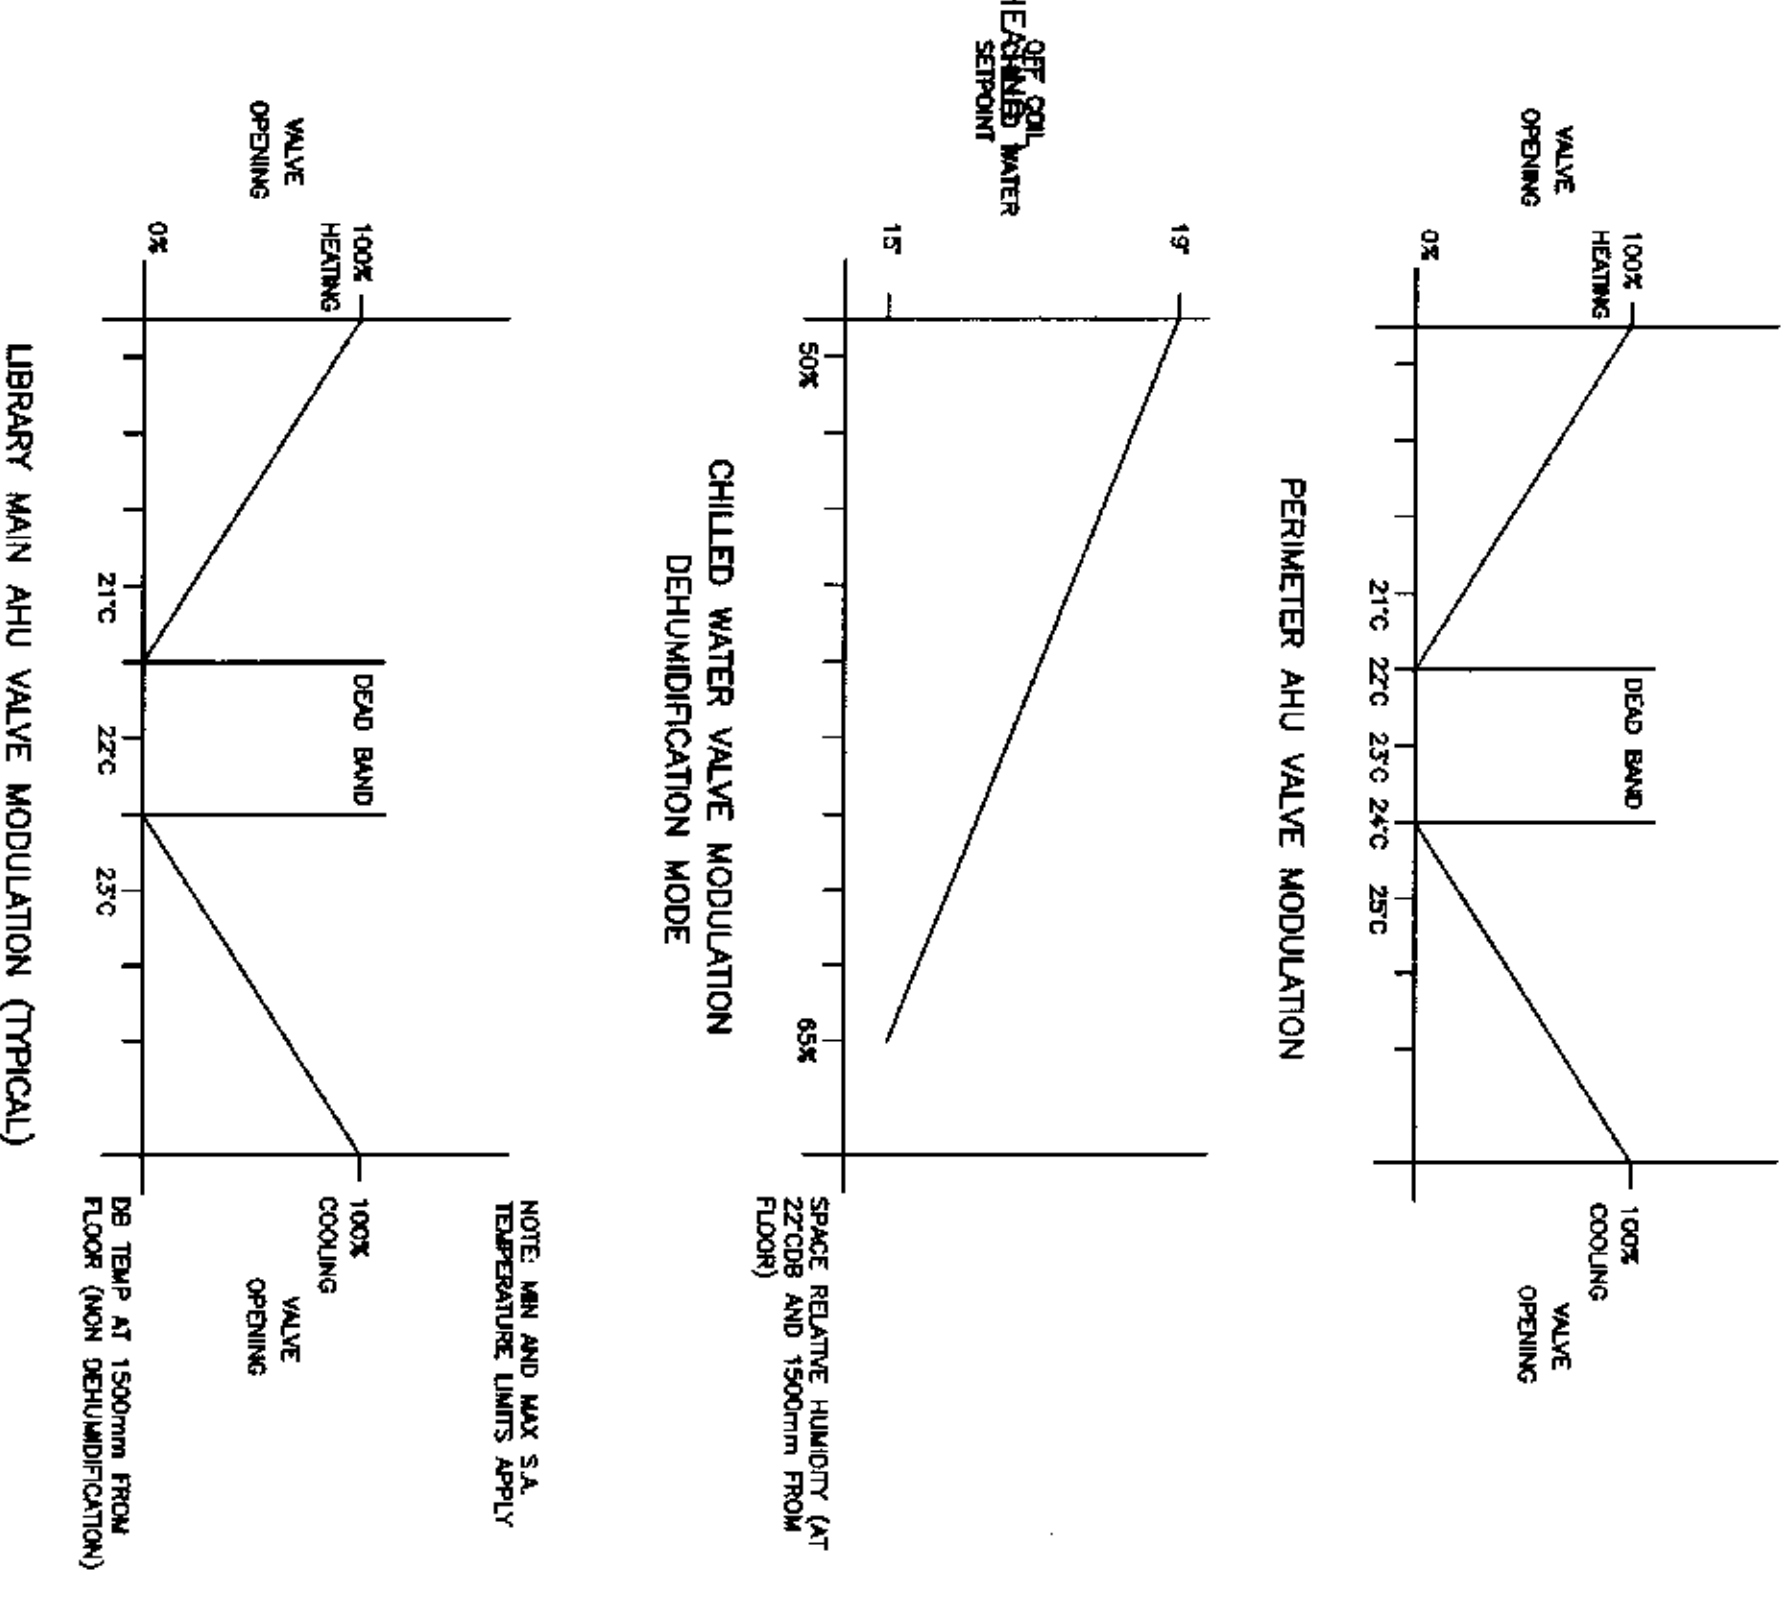 VALVE
OPENING
100%
HEATING
0%
DEAD BAND
21°C
22°C
23°C
24°C
25°C
100%
COOLING
VALVE
OPENING
PERIMETER AHU VALVE MODULATION
OFF COIL
WATER
SETPOINT
19°
15°
50%
65%
SPACE RELATIVE HUMIDITY (AT
22°CDB AND 1500mm FROM
FLOOR)
CHILLED WATER VALVE MODULATION
DEHUMIDIFICATION MODE
NOTE: MIN AND MAX S.A.
TEMPERATURE LIMITS APPLY
VALVE
OPENING
100%
HEATING
0%
DEAD BAND
21°C
22°C
23°C
100%
COOLING
VALVE
OPENING
DB TEMP AT 1500mm FROM
FLOOR (NON DEHUMIDIFICATION)
LIBRARY MAIN AHU VALVE MODULATION (TYPICAL)